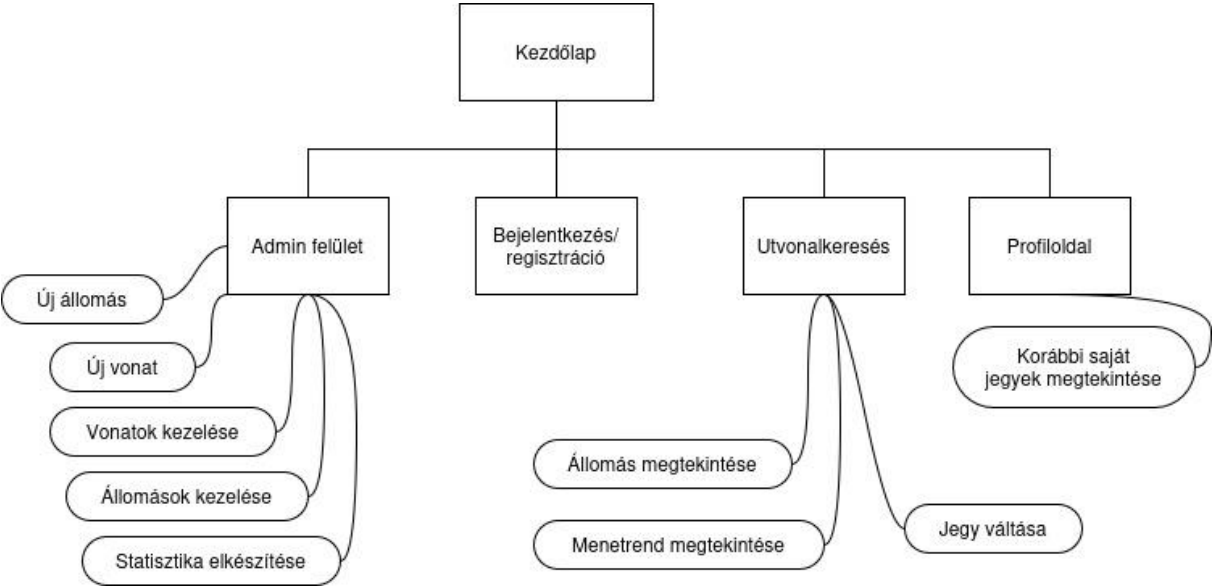 Kezdőlap
Admin felület
Bejelentkezés/
regisztráció
Utvonalkeresés
Profiloldal
Új állomás
Új vonat
Vonatok kezelése
Állomások kezelése
Statisztika elkészítése
Állomás megtekintése
Menetrend megtekintése
Jegy váltása
Korábbi saját
jegyek megtekintése